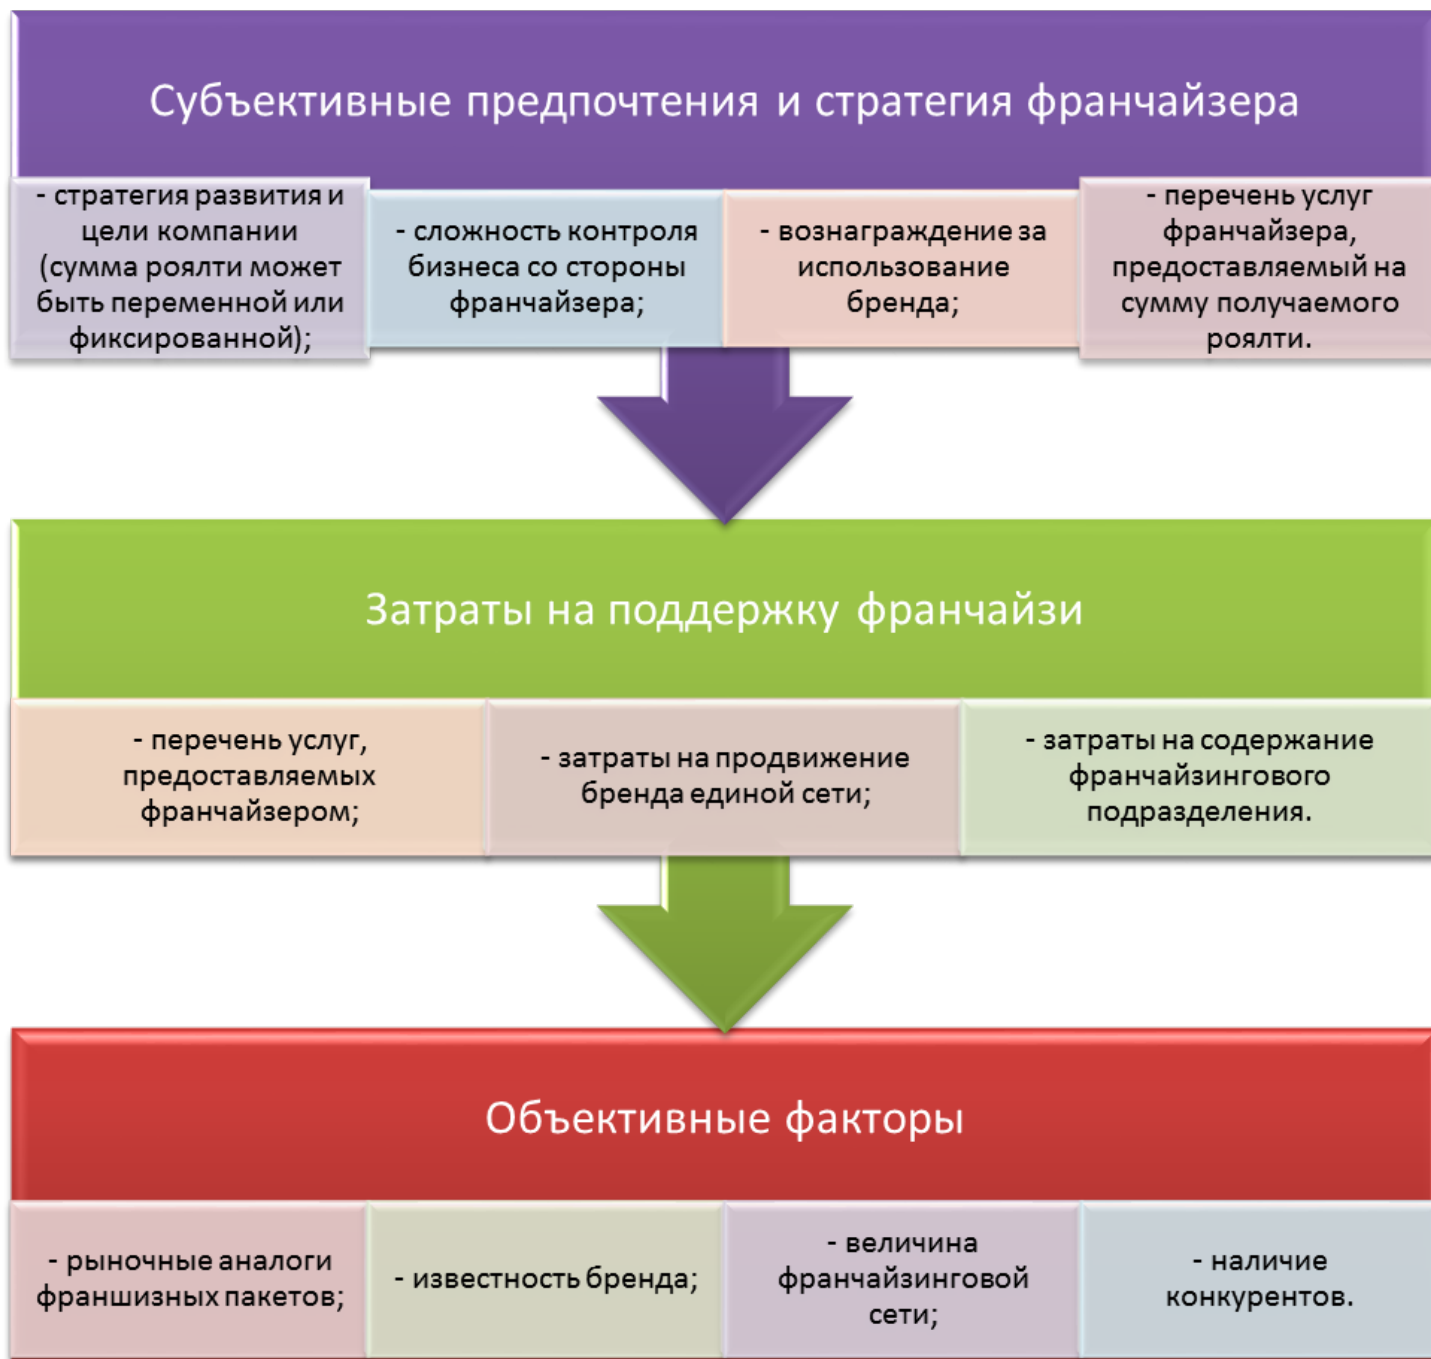 Субъективные предпочтения и стратегия франчайзера
- стратегия развития и
цели компании
(сумма роялти может
быть переменной или
фиксированной);
- сложность контроля
бизнеса со стороны
франчайзера;
- вознаграждение за
использование
бренда;
- перечень услуг
франчайзера,
предоставляемый на
сумму получаемого
роялти.
Затраты на поддержку франчайзи
- перечень услуг,
предоставляемых
франчайзером;
- затраты на продвижение
бренда единой сети;
- затраты на содержание
франчайзингового
подразделения.
Объективные факторы
- рыночные аналоги
франшизных пакетов;
- известность бренда;
- величина
франчайзинговой
сети;
- наличие
конкурентов.